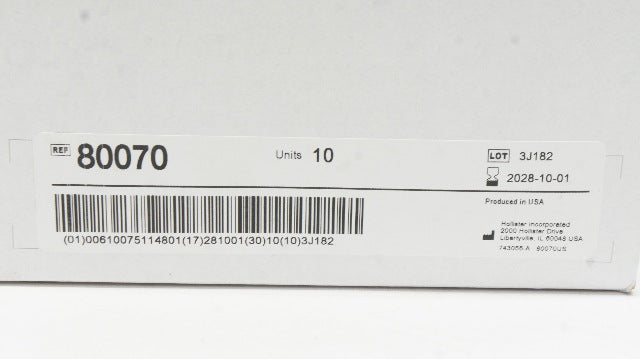 REF 80070 Units 10
LOT 3J182
2028-10-01
Produced in USA
(01)00610075114801(17)281001(30)10(10)3J182
Hollister Incorporated
2000 Hollister Drive
Libertyville, IL 60048 USA
743055-A 80070US